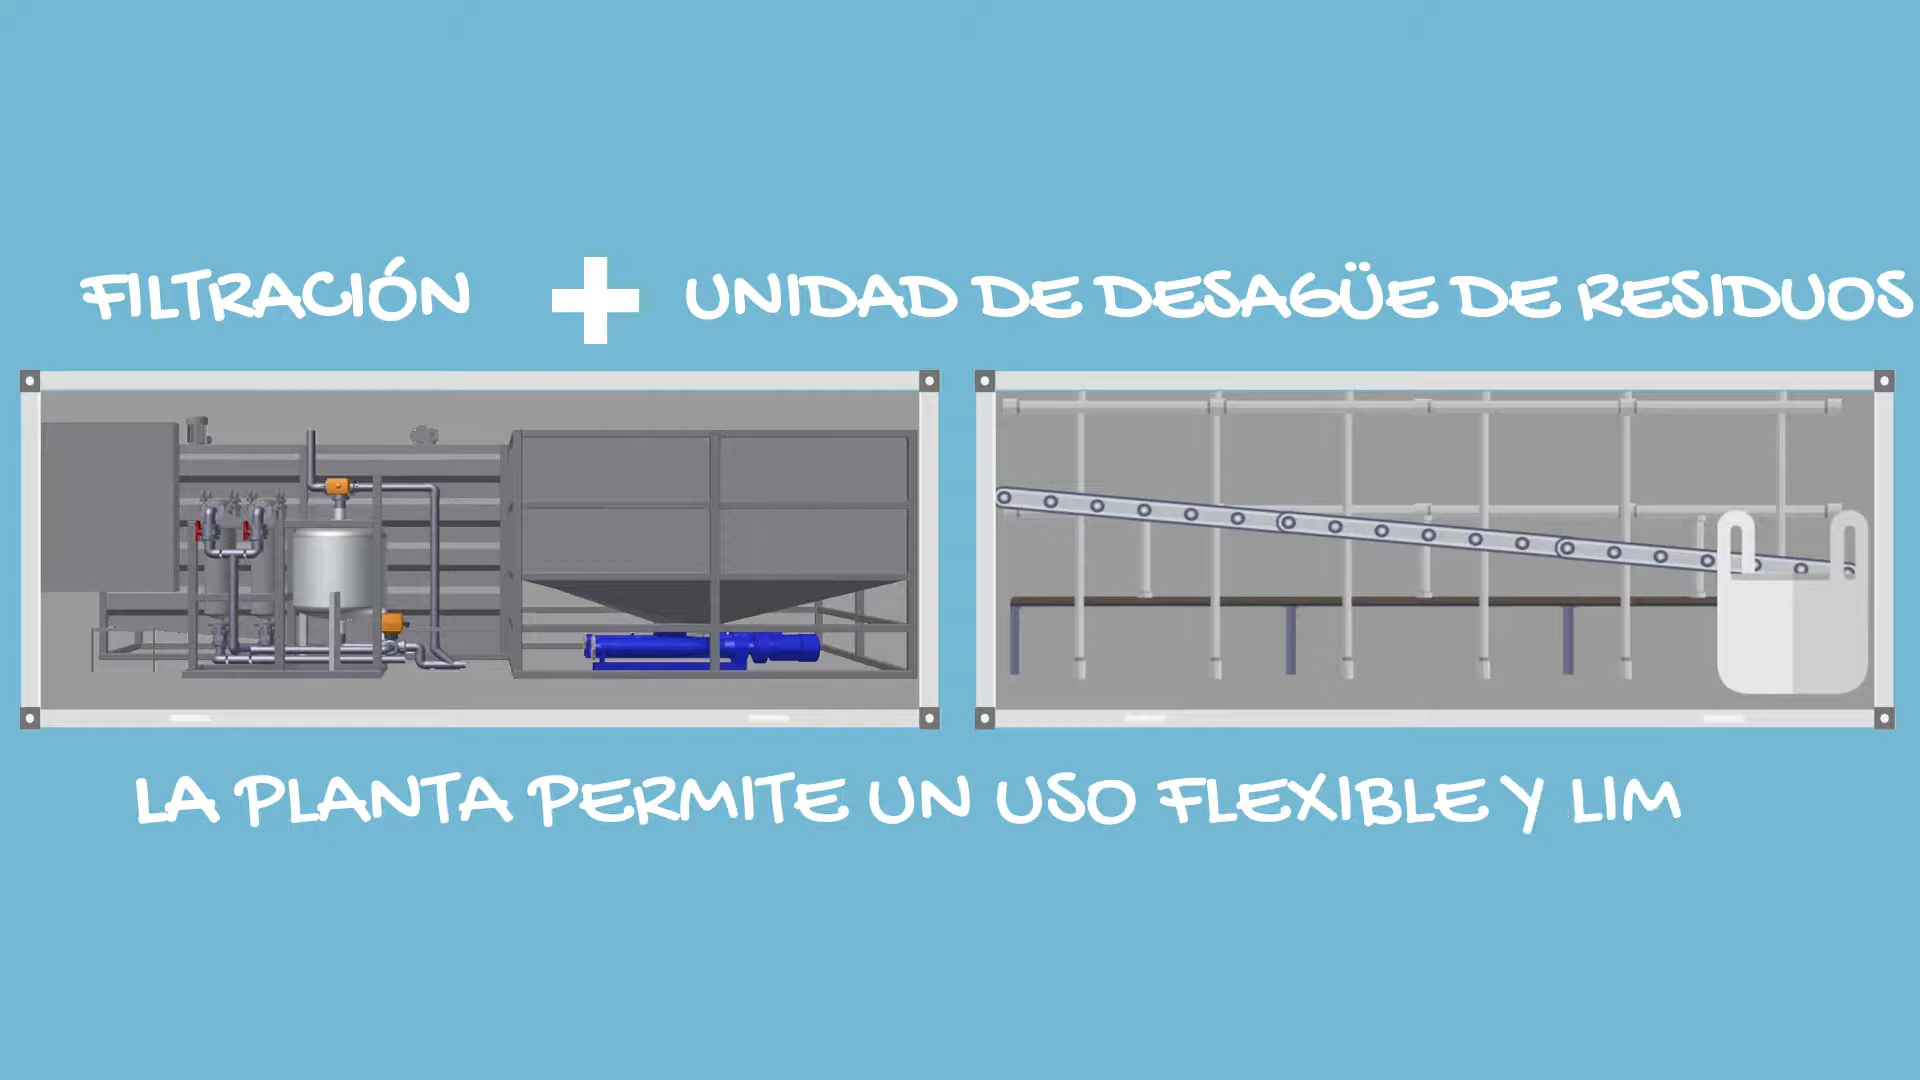 FILTRACIÓN + UNIDAD DE DESAGÜE DE RESIDUOS
LA PLANTA PERMITE UN USO FLEXIBLE Y LIM